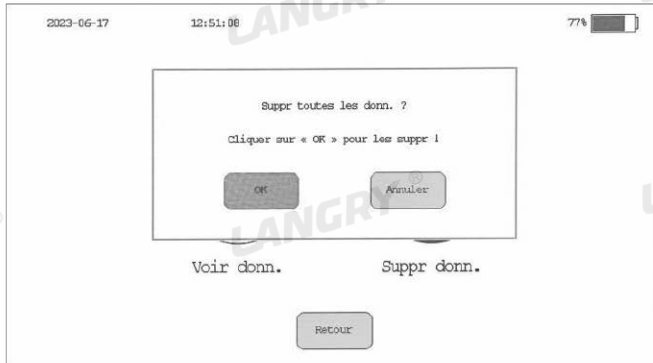 2023-06-17 12:51:08 77%
Suppr toutes les donn. ?
Cliquer sur « OK » pour les suppr !
OK Annuler
Voir donn. Suppr donn.
Retour
LANGRY
LANGRY ®